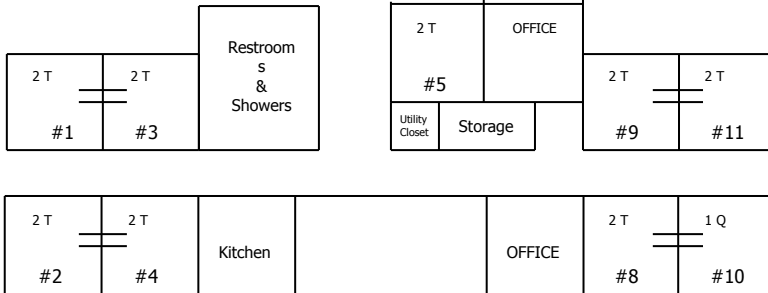 2 T
OFFICE
Restroom
s
&
Showers
2 T
2 T
#5
2 T
2 T
#1
#3
Utility
Closet
Storage
#9
#11
2 T
2 T
2 T
1 Q
Kitchen
OFFICE
#2
#4
#8
#10